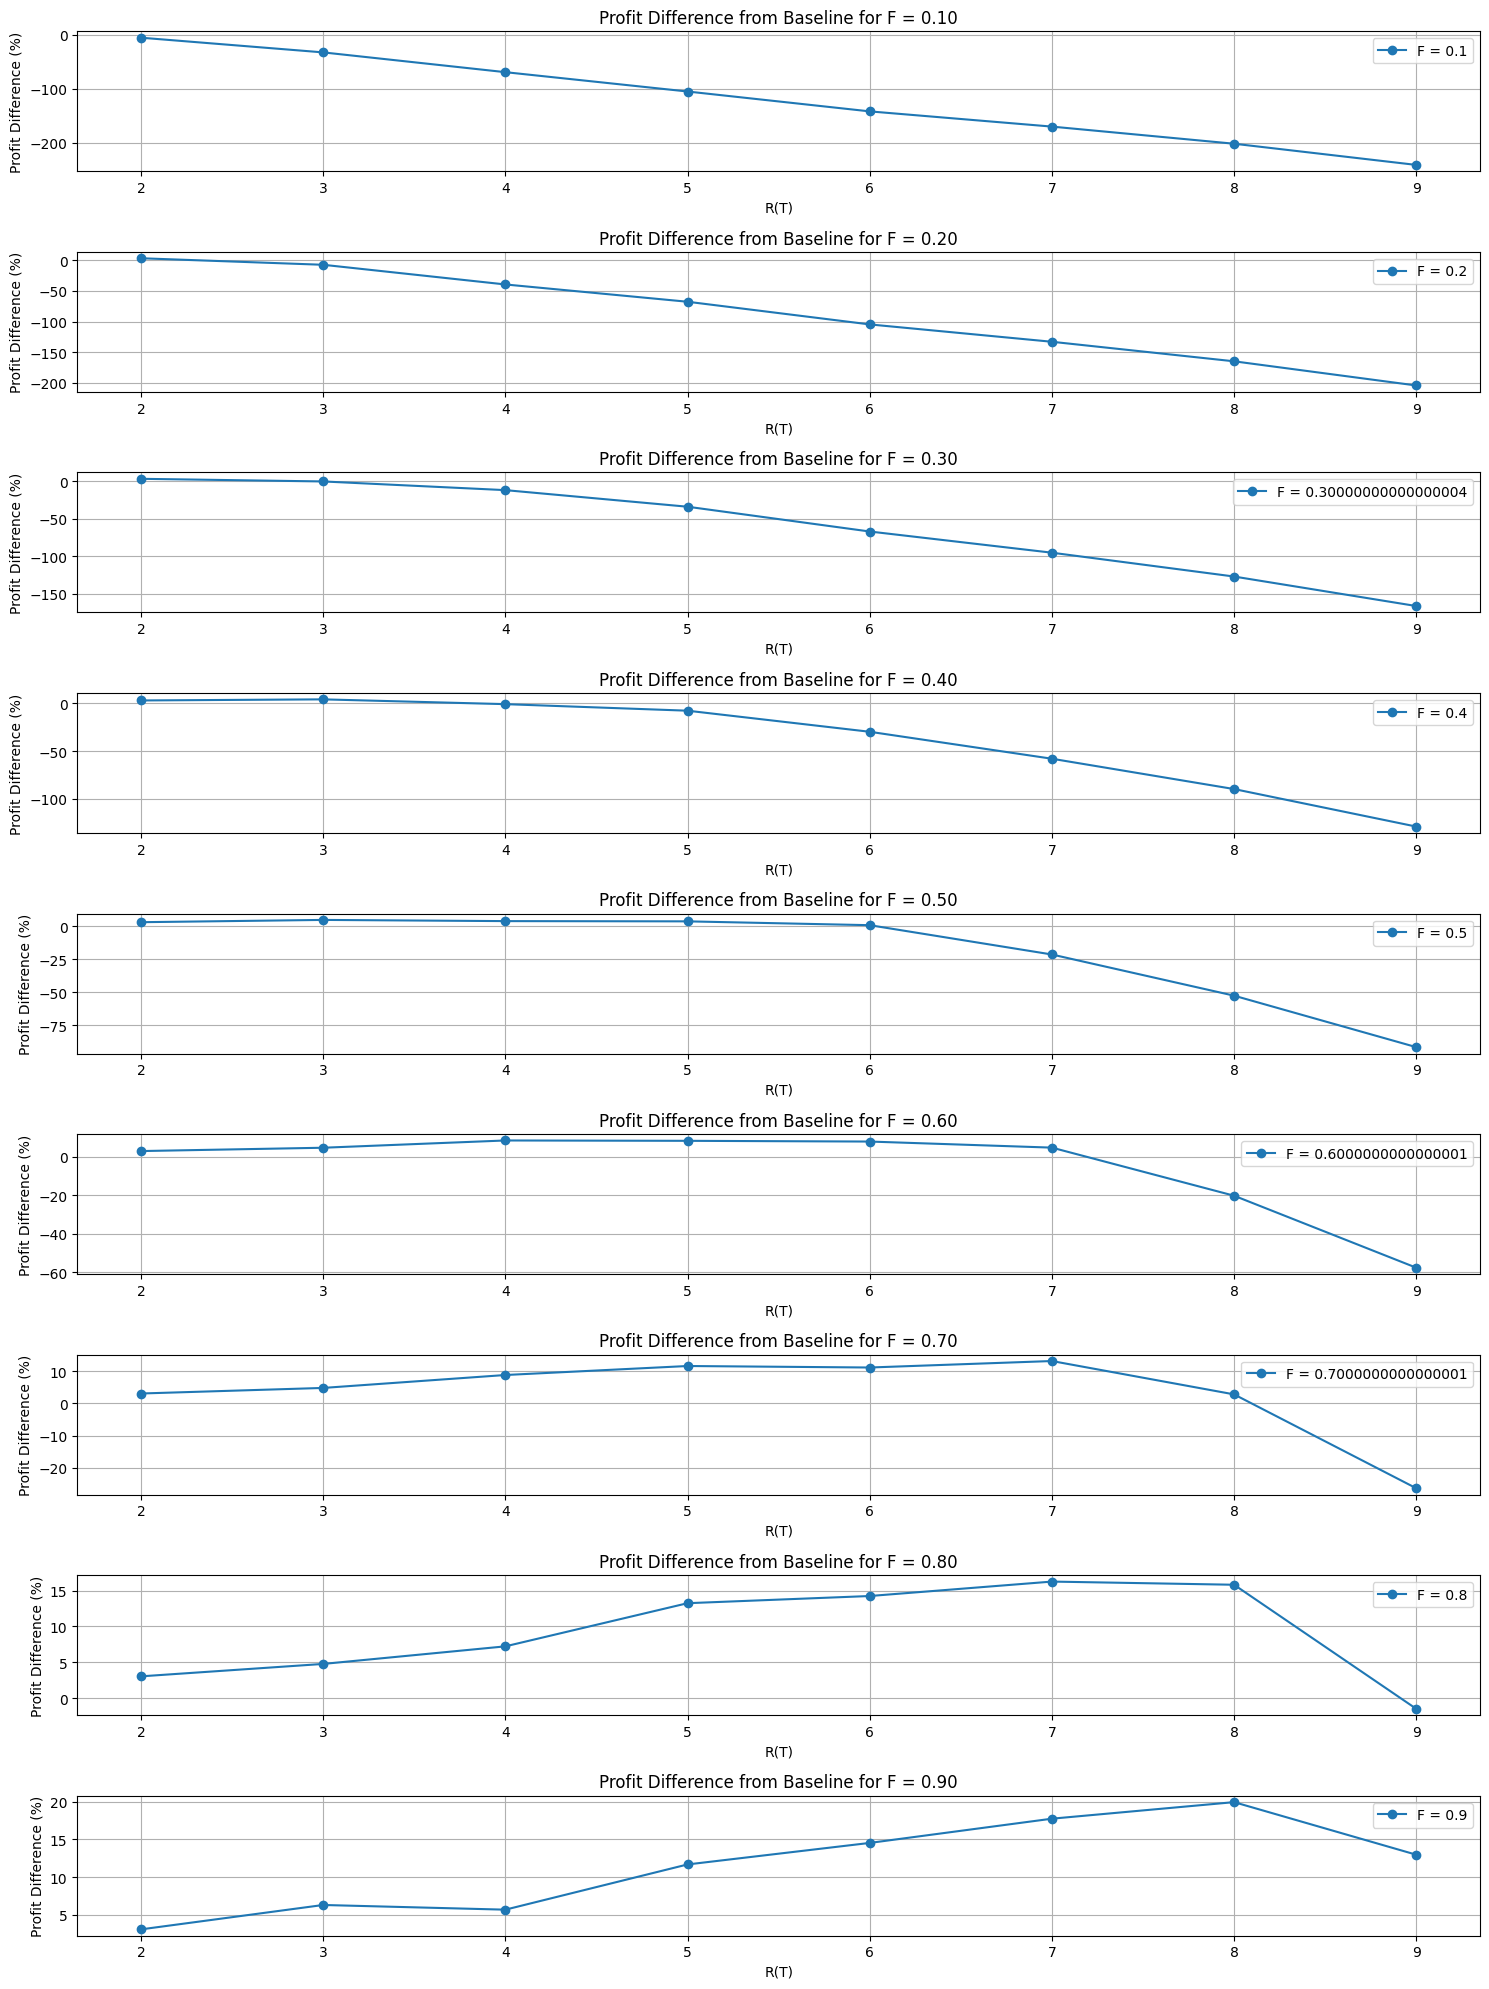 Profit Difference from Baseline for F = 0.10
Profit Difference (%)
0
−100
−200
F = 0.1
2 3 4 5 6 7 8 9
R(T)
Profit Difference from Baseline for F = 0.20
Profit Difference (%)
0
−50
−100
−150
−200
F = 0.2
2 3 4 5 6 7 8 9
R(T)
Profit Difference from Baseline for F = 0.30
Profit Difference (%)
0
−50
−100
−150
F = 0.30000000000000004
2 3 4 5 6 7 8 9
R(T)
Profit Difference from Baseline for F = 0.40
Profit Difference (%)
0
−50
−100
F = 0.4
2 3 4 5 6 7 8 9
R(T)
Profit Difference from Baseline for F = 0.50
Profit Difference (%)
0
−25
−50
−75
F = 0.5
2 3 4 5 6 7 8 9
R(T)
Profit Difference from Baseline for F = 0.60
Profit Difference (%)
0
−20
−40
−60
F = 0.6000000000000001
2 3 4 5 6 7 8 9
R(T)
Profit Difference from Baseline for F = 0.70
Profit Difference (%)
10
0
−10
−20
F = 0.7000000000000001
2 3 4 5 6 7 8 9
R(T)
Profit Difference from Baseline for F = 0.80
Profit Difference (%)
15
10
5
0
F = 0.8
2 3 4 5 6 7 8 9
R(T)
Profit Difference from Baseline for F = 0.90
Profit Difference (%)
20
15
10
5
F = 0.9
2 3 4 5 6 7 8 9
R(T)